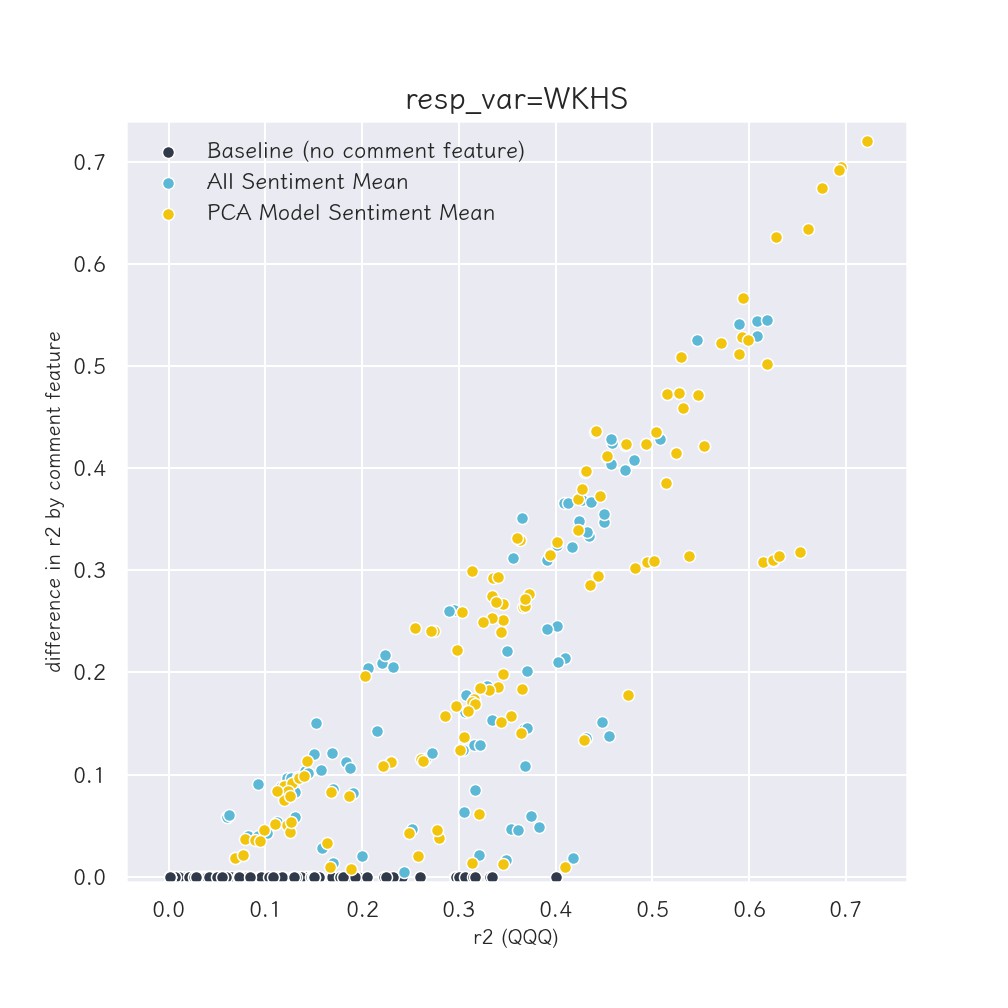 resp_var=WKHS
Baseline (no comment feature)
All Sentiment Mean
PCA Model Sentiment Mean
difference in r2 by comment feature
0.7
0.6
0.5
0.4
0.3
0.2
0.1
0.0
0.0 0.1 0.2 0.3 0.4 0.5 0.6 0.7
r2 (QQQ)